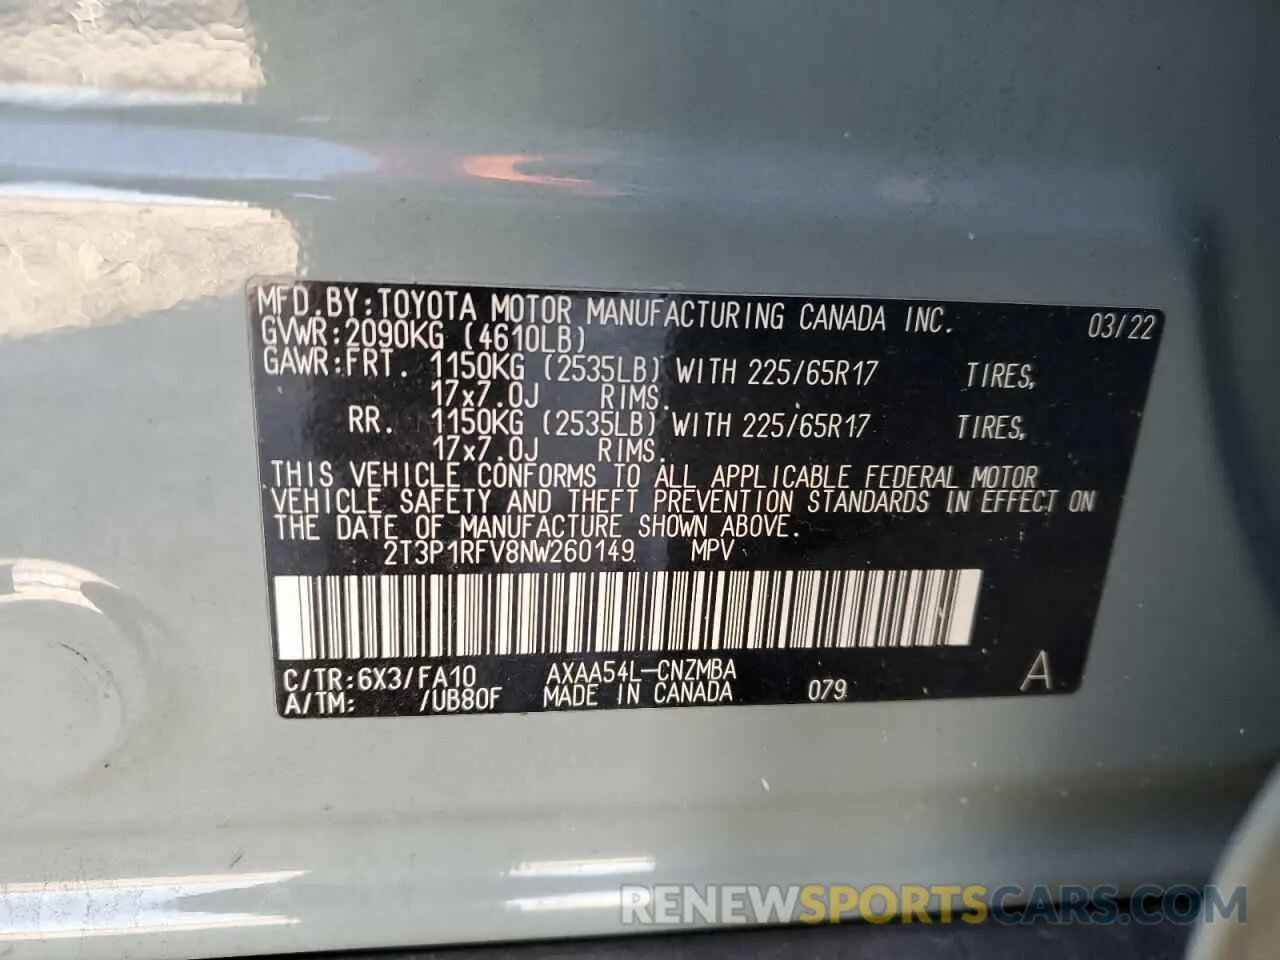 MFD.BY:TOYOTA MOTOR MANUFACTURING CANADA INC. 03/22
GVWR:2090KG (4610LB)
GAWR:FRT. 1150KG (2535LB) WITH 225/65R17 TIRES,
17x7.0J RIMS.
RR. 1150KG (2535LB) WITH 225/65R17 TIRES,
17x7.0J RIMS.
THIS VEHICLE CONFORMS TO ALL APPLICABLE FEDERAL MOTOR
VEHICLE SAFETY AND THEFT PREVENTION STANDARDS IN EFFECT ON
THE DATE OF MANUFACTURE SHOWN ABOVE.
2T3P1RFV8NW260149 MPV
C/TR:6X3/FA10 AXAA54L-CNZMBA A
A/TM: /UB80F MADE IN CANADA 079
RENEWSPORTSCARS.COM